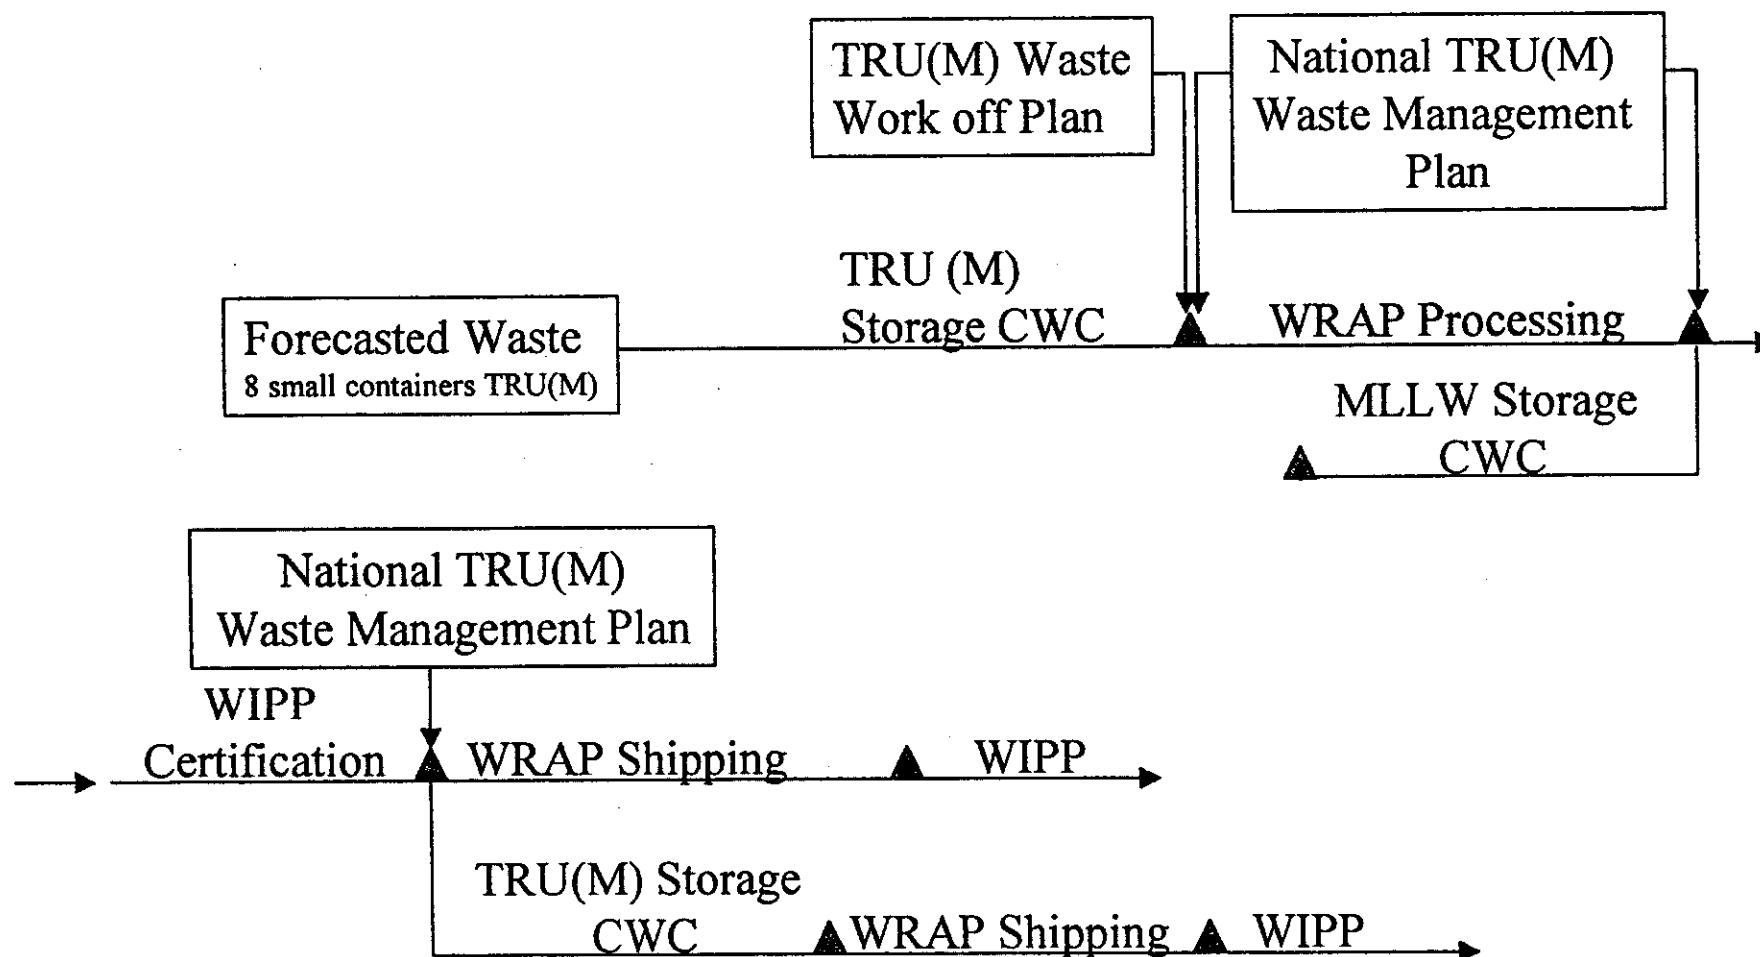 TRU(M) Waste
Work off Plan
National TRU(M)
Waste Management
Plan
TRU (M)
Storage CWC
WRAP Processing
Forecasted Waste
8 small containers TRU(M)
MLLW Storage
CWC
National TRU(M)
Waste Management Plan
WIPP
Certification
WRAP Shipping
WIPP
TRU(M) Storage
CWC
WRAP Shipping
WIPP